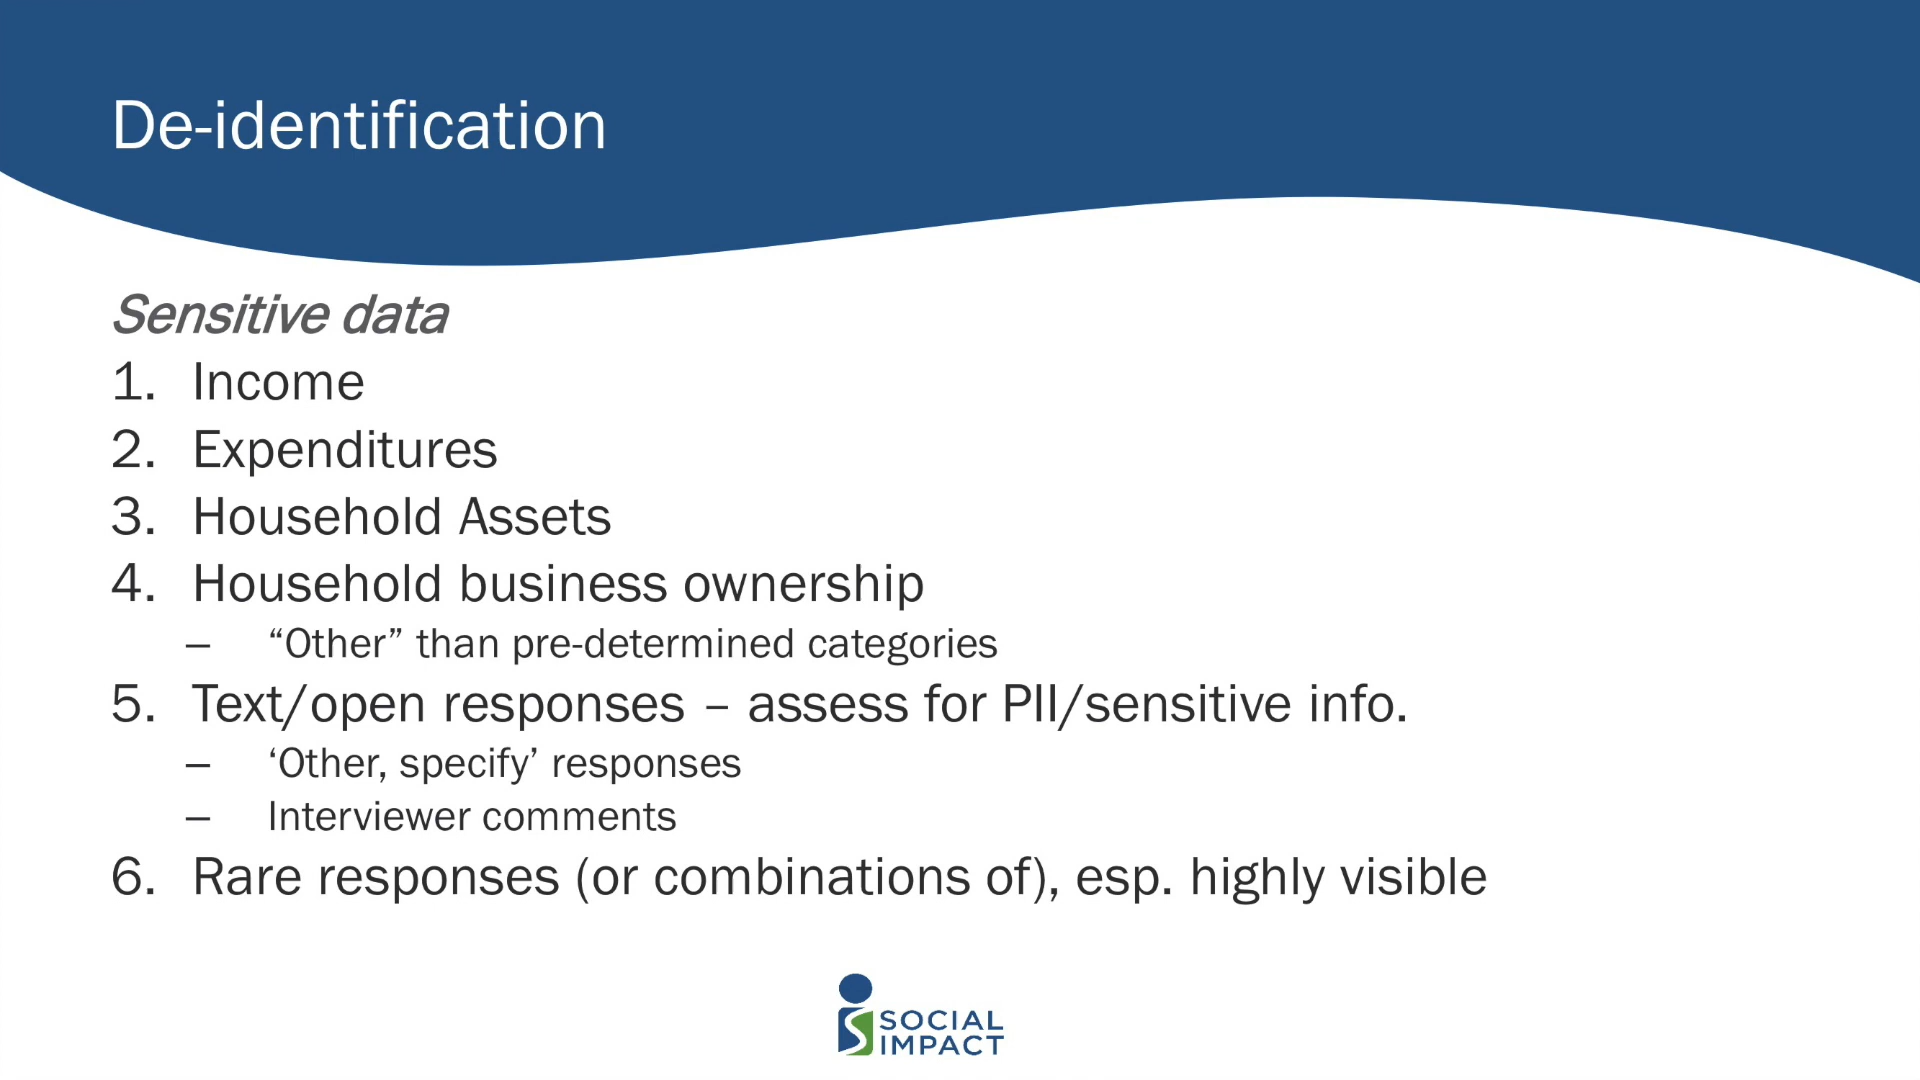 De-identification
Sensitive data
1. Income
2. Expenditures
3. Household Assets
4. Household business ownership
– “Other” than pre-determined categories
5. Text/open responses – assess for PII/sensitive info.
– ‘Other, specify’ responses
– Interviewer comments
6. Rare responses (or combinations of), esp. highly visible
SOCIAL
IMPACT